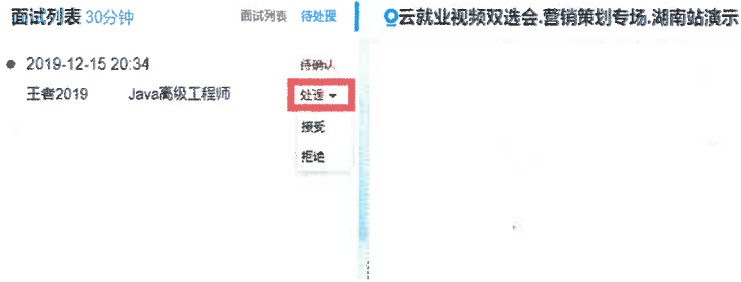 面试列表 30分钟 面试列表 待处理
2019-12-15 20:34 待确认
王者2019 Java高级工程师 处理
接受
拒绝
云就业视频双选会.营销策划专场.湖南站演示